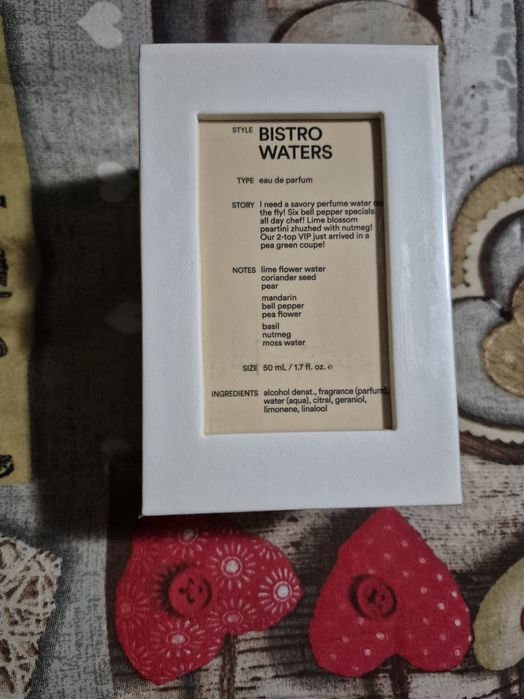 STYLE BISTRO
WATERS
TYPE eau de parfum
STORY I need a savory perfume water on
the fly! Six bell pepper specials
all day chef! Lime blossom
peartini zhuzhed with nutmeg!
Our 2-top VIP just arrived in a
pea green coupe!
NOTES lime flower water
coriander seed
pear
mandarin
bell pepper
pea flower
basil
nutmeg
moss water
SIZE 50 mL / 1.7 fl. oz. e
INGREDIENTS alcohol denat., fragrance (parfum),
water (aqua), citral, geraniol,
limonene, linalool